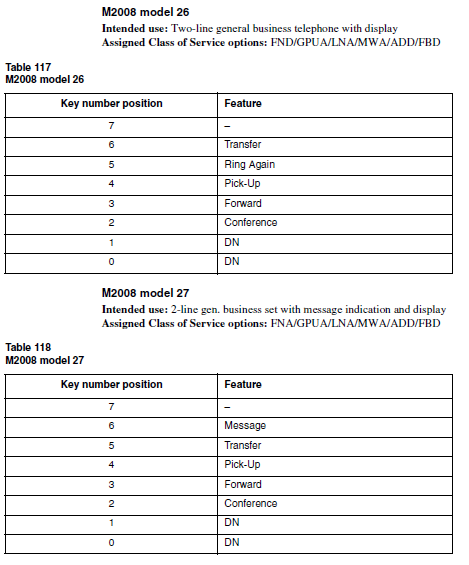 M2008 model 26
Intended use: Two-line general business telephone with display
Assigned Class of Service options: FND/GPUA/LNA/MWA/ADD/FBD
Table 117
M2008 model 26
Key number position Feature
7 –
6 Transfer
5 Ring Again
4 Pick-Up
3 Forward
2 Conference
1 DN
0 DN
M2008 model 27
Intended use: 2-line gen. business set with message indication and display
Assigned Class of Service options: FNA/GPUA/LNA/MWA/ADD/FBD
Table 118
M2008 model 27
Key number position Feature
7 –
6 Message
5 Transfer
4 Pick-Up
3 Forward
2 Conference
1 DN
0 DN